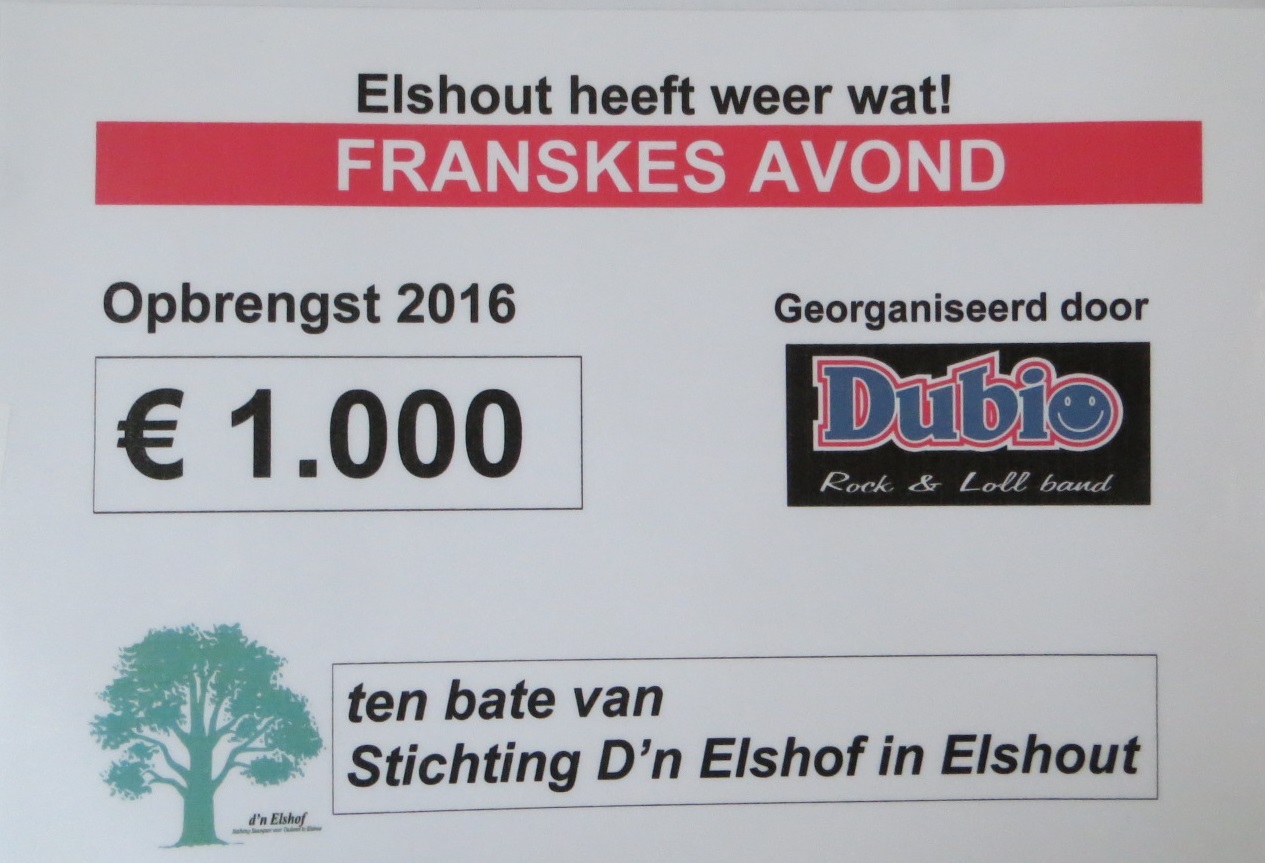 Elshout heeft weer wat!
FRANSKES AVOND
Opbrengst 2016
€ 1.000
Georganiseerd door
Dubio
Rock & Loll band
ten bate van
Stichting D'n Elshof in Elshout
d'n Elshof